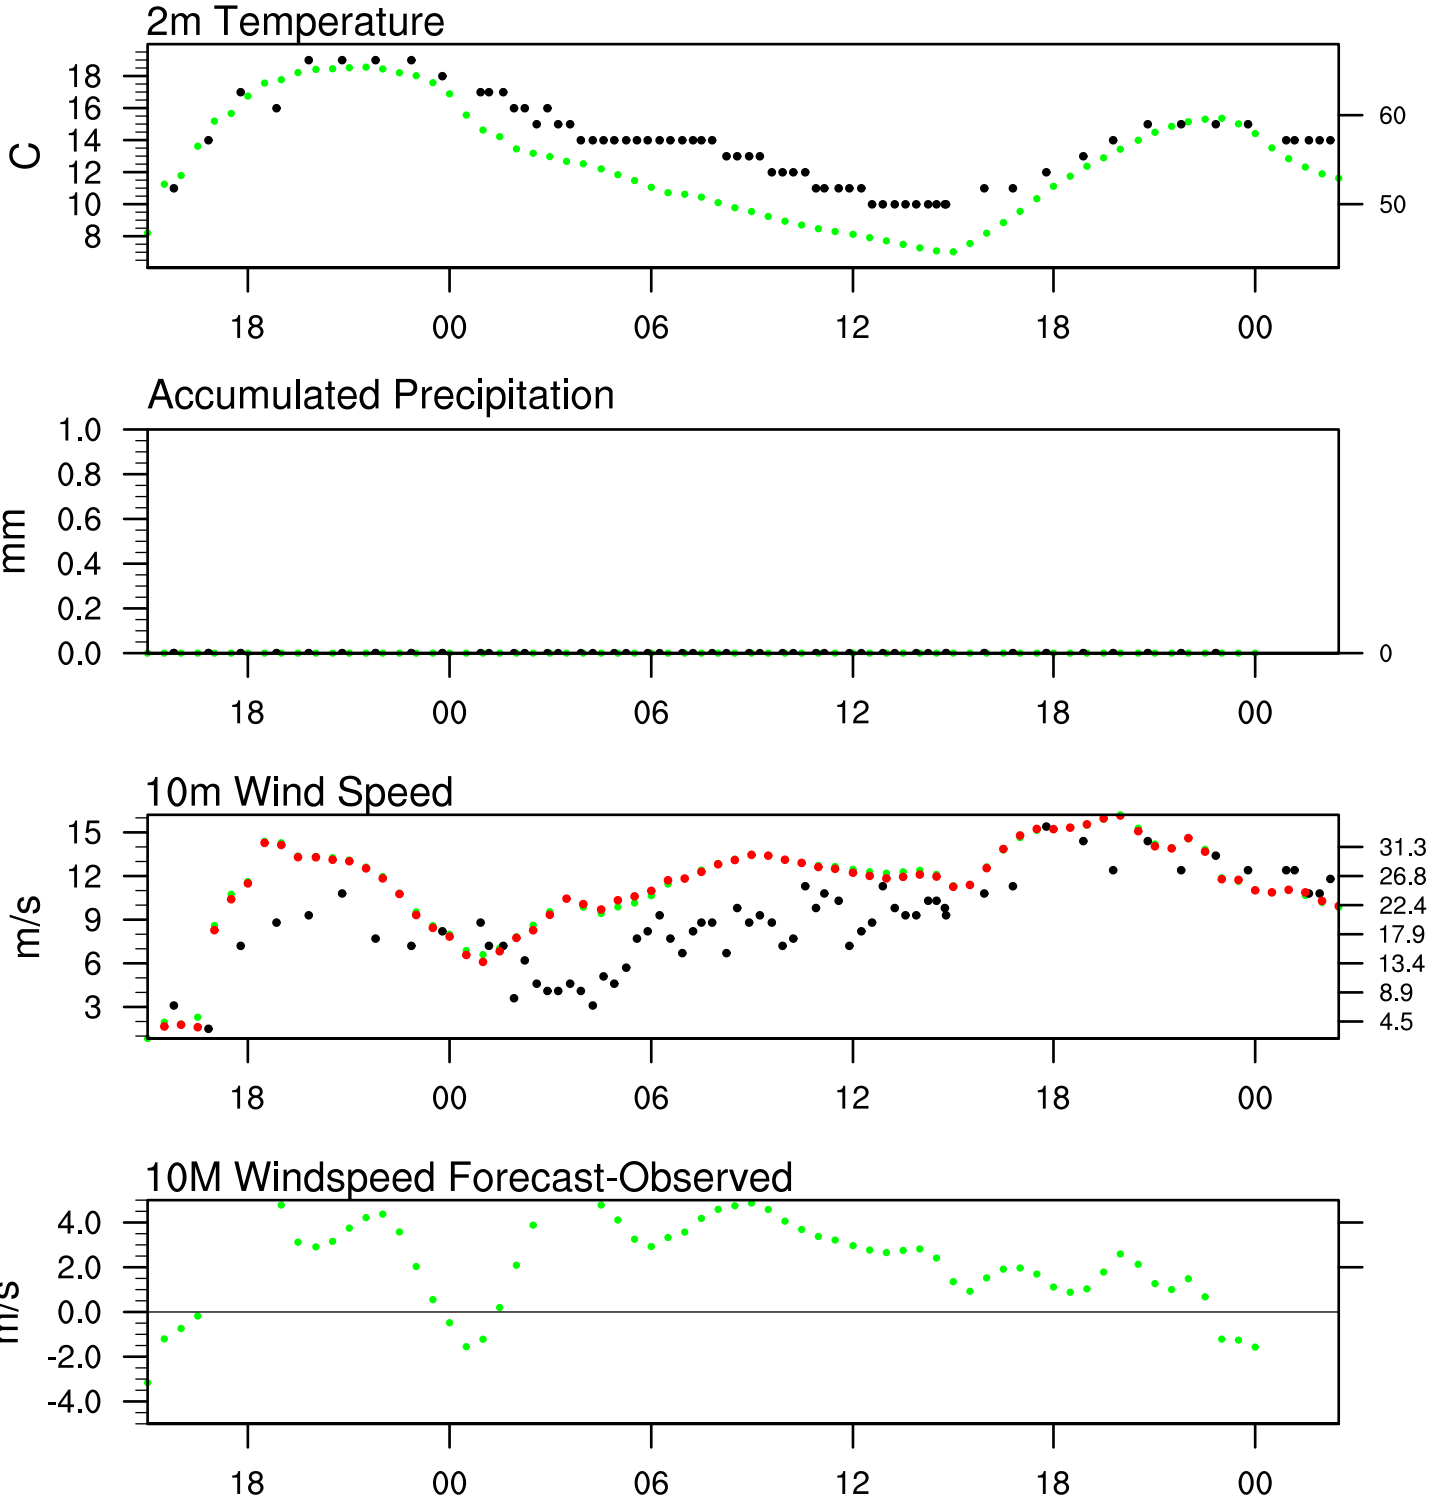 2m Temperature
18
16
14
12
10
8
C
60
50
18 00 06 12 18 00
Accumulated Precipitation
1.0
0.8
0.6
0.4
0.2
0.0
mm
0
18 00 06 12 18 00
10m Wind Speed
15
12
9
6
3
m/s
31.3
26.8
22.4
17.9
13.4
8.9
4.5
18 00 06 12 18 00
10M Windspeed Forecast-Observed
4.0
2.0
0.0
-2.0
-4.0
m/s
18 00 06 12 18 00